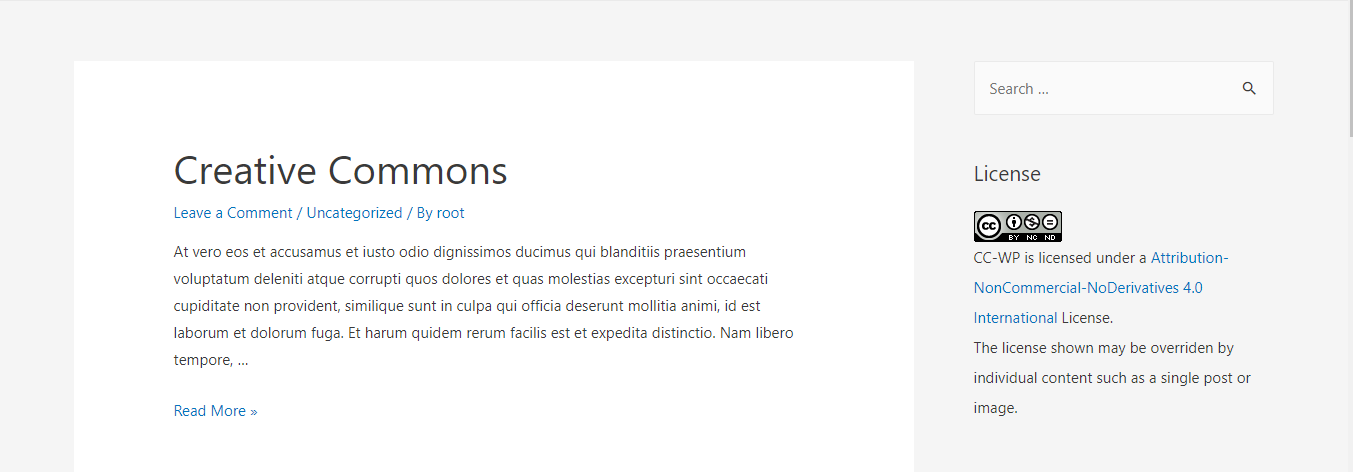 Creative Commons
Leave a Comment / Uncategorized / By root
At vero eos et accusamus et iusto odio dignissimos ducimus qui blanditiis praesentium
voluptatum deleniti atque corrupti quos dolores et quas molestias excepturi sint occaecati
cupiditate non provident, similique sunt in culpa qui officia deserunt mollitia animi, id est
laborum et dolorum fuga. Et harum quidem rerum facilis est et expedita distinctio. Nam libero
tempore, …
Read More »
Search …
License
cc BY NC ND
CC-WP is licensed under a Attribution-
NonCommercial-NoDerivatives 4.0
International License.
The license shown may be overriden by
individual content such as a single post or
image.